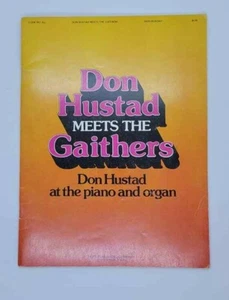 Don
Hustad
MEETS THE
Gaithers
Don Hustad
at the piano and organ